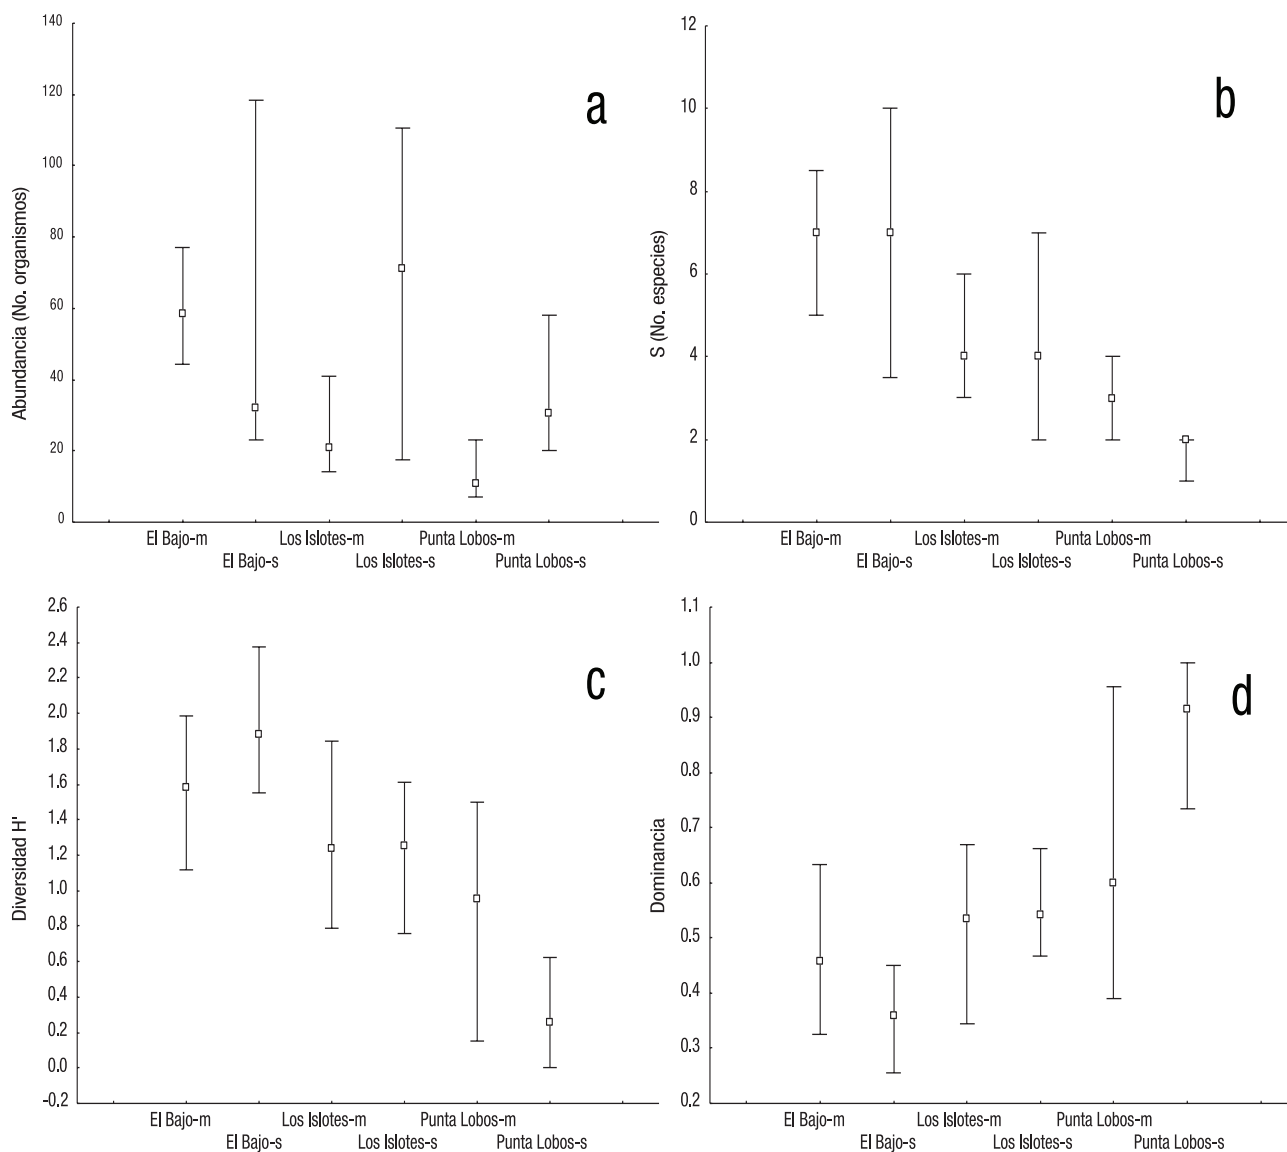 a
Abundancia (No. organismos)
140
120
100
80
60
40
20
0
El Bajo-m
Los Islotes-m
Punta Lobos-m
El Bajo-s
Los Islotes-s
Punta Lobos-s
b
S (No. especies)
12
10
8
6
4
2
0
El Bajo-m
Los Islotes-m
Punta Lobos-m
El Bajo-s
Los Islotes-s
Punta Lobos-s
c
Diversidad H'
2.6
2.4
2.2
2.0
1.8
1.6
1.4
1.2
1.0
0.8
0.6
0.4
0.2
0.0
-0.2
El Bajo-m
Los Islotes-m
Punta Lobos-m
El Bajo-s
Los Islotes-s
Punta Lobos-s
d
Dominancia
1.1
1.0
0.9
0.8
0.7
0.6
0.5
0.4
0.3
0.2
El Bajo-m
Los Islotes-m
Punta Lobos-m
El Bajo-s
Los Islotes-s
Punta Lobos-s